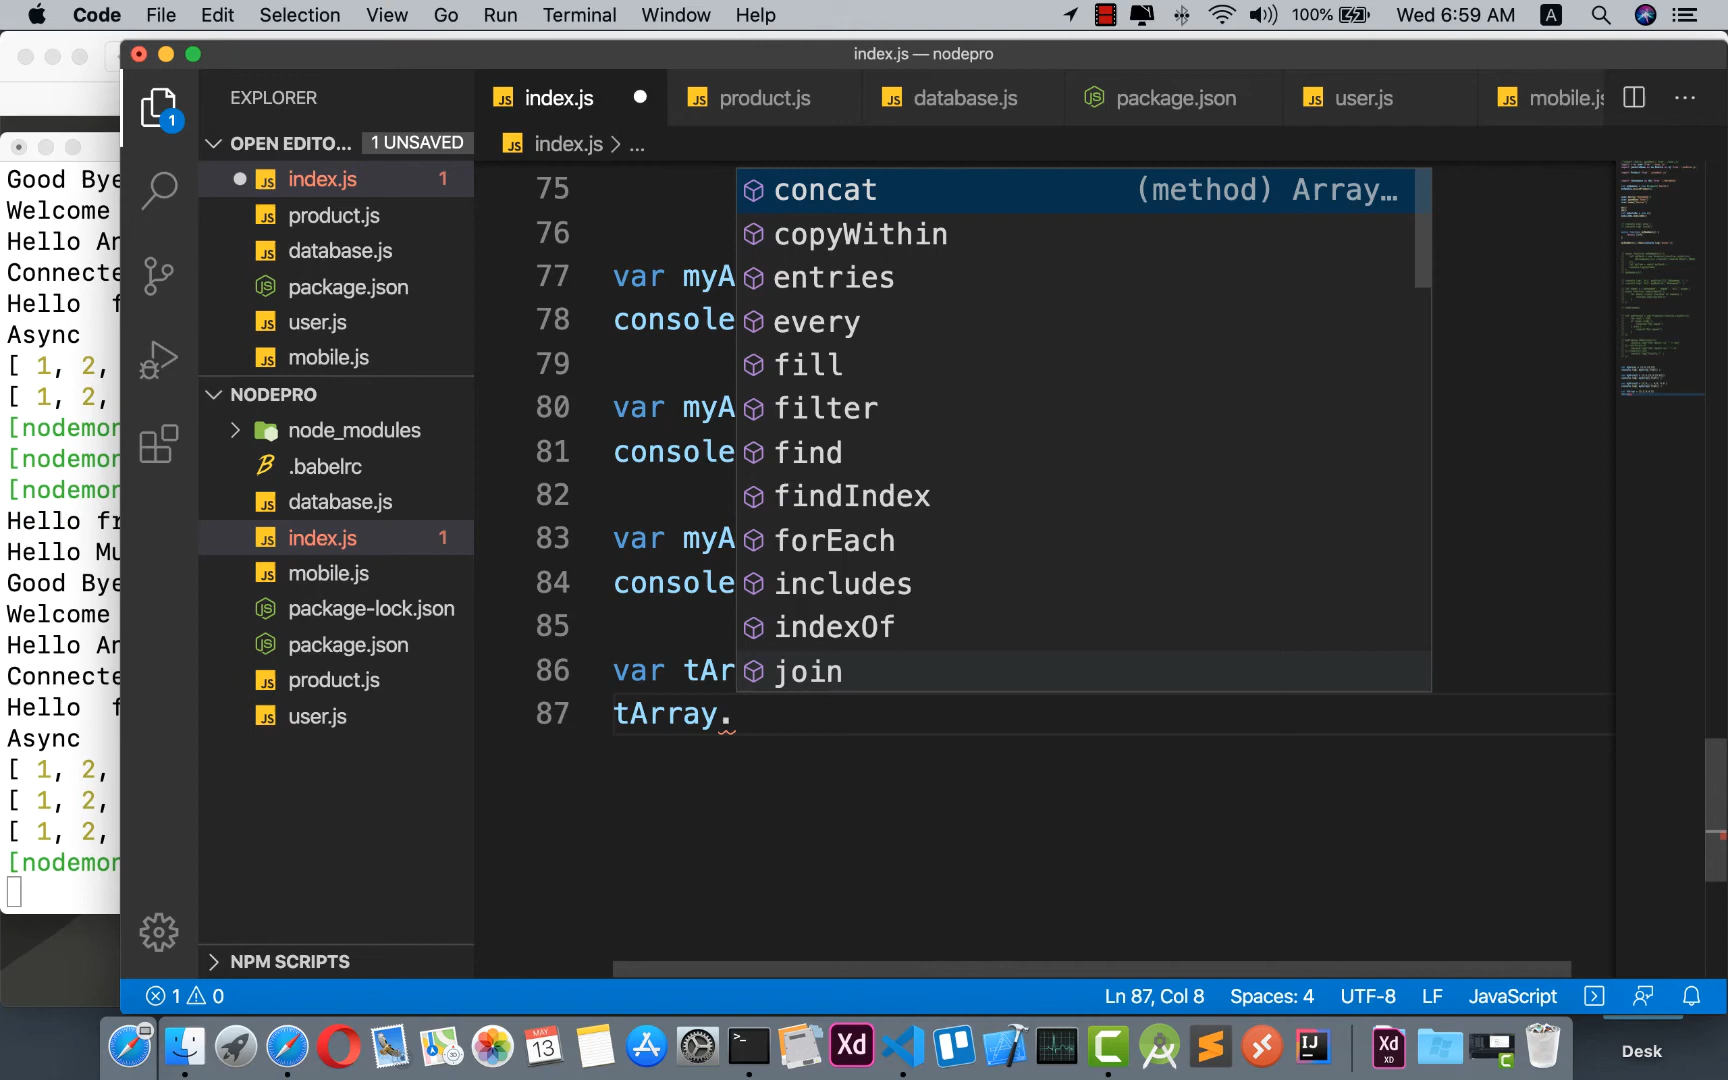 Code File Edit Selection View Go Run Terminal Window Help 100% Wed 6:59 AM A
index.js — nodepro
EXPLORER
OPEN EDITO... 1 UNSAVED
index.js 1
product.js
database.js
package.json
user.js
mobile.js
NODEPRO
node_modules
.babelrc
database.js
index.js 1
mobile.js
package-lock.json
package.json
product.js
user.js
NPM SCRIPTS
index.js product.js database.js package.json user.js mobile.js
index.js > ...
75
76
77 var myA
78 console
79
80 var myA
81 console
82
83 var myA
84 console
85
86 var tAr
87 tArray.
concat (method) Array...
copyWithin
entries
every
fill
filter
find
findIndex
forEach
includes
indexOf
join
Good Bye
Welcome
Hello Ar
Connecte
Hello f
Async
[ 1, 2,
[ 1, 2,
[nodemon
[nodemon
[nodemon
Hello fr
Hello Mu
Good Bye
Welcome
Hello Ar
Connecte
Hello f
Async
[ 1, 2,
[ 1, 2,
[ 1, 2,
[nodemon
1 0 Ln 87, Col 8 Spaces: 4 UTF-8 LF JavaScript
MAY
13
Xd
IJ
Xd
XD
Desk